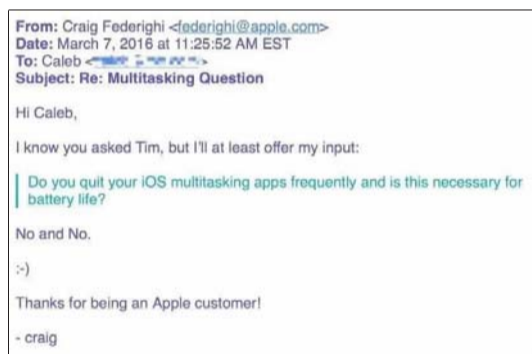 From: Craig Federighi <federighi@apple.com>
Date: March 7, 2016 at 11:25:52 AM EST
To: Caleb <
Subject: Re: Multitasking Question
Hi Caleb,
I know you asked Tim, but I'll at least offer my input:
Do you quit your iOS multitasking apps frequently and is this necessary for
battery life?
No and No.
:-)
Thanks for being an Apple customer!
- craig